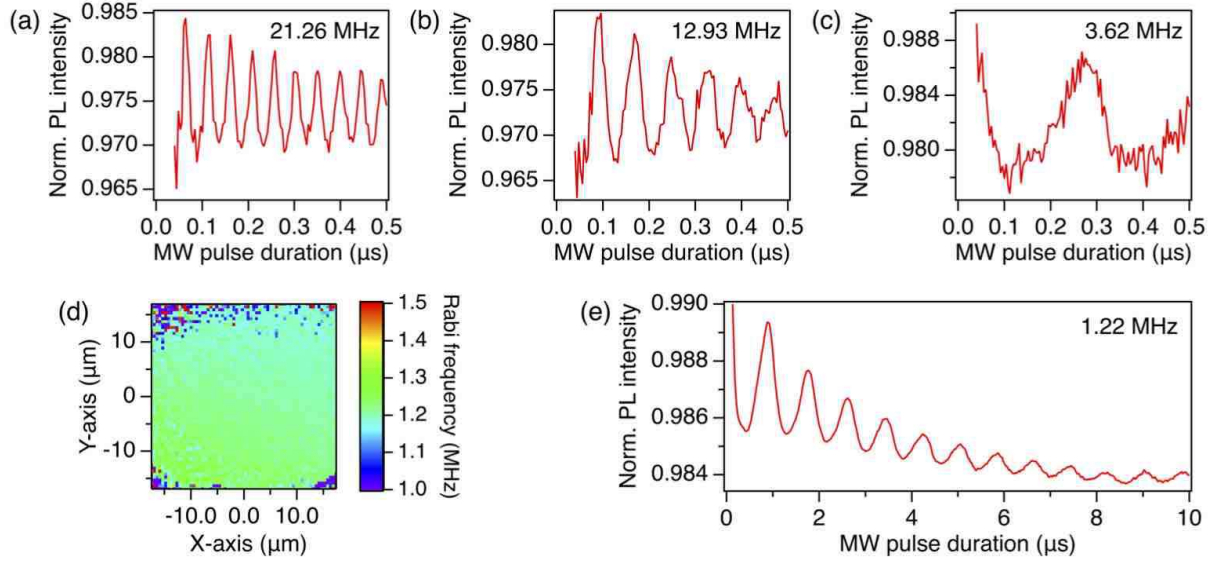 (a)
21.26 MHz
Norm. PL intensity
0.985
0.980
0.975
0.970
0.965
0.0 0.1 0.2 0.3 0.4 0.5
MW pulse duration (µs)
(b)
12.93 MHz
Norm. PL intensity
0.980
0.975
0.970
0.965
0.0 0.1 0.2 0.3 0.4 0.5
MW pulse duration (µs)
(c)
3.62 MHz
Norm. PL intensity
0.988
0.984
0.980
0.0 0.1 0.2 0.3 0.4 0.5
MW pulse duration (µs)
(d)
Y-axis (µm)
10
0
-10
-10.0 0.0 10.0
X-axis (µm)
1.5
1.4
1.3
1.2
1.1
1.0
Rabi frequency (MHz)
(e)
1.22 MHz
Norm. PL intensity
0.990
0.988
0.986
0.984
0 2 4 6 8 10
MW pulse duration (µs)